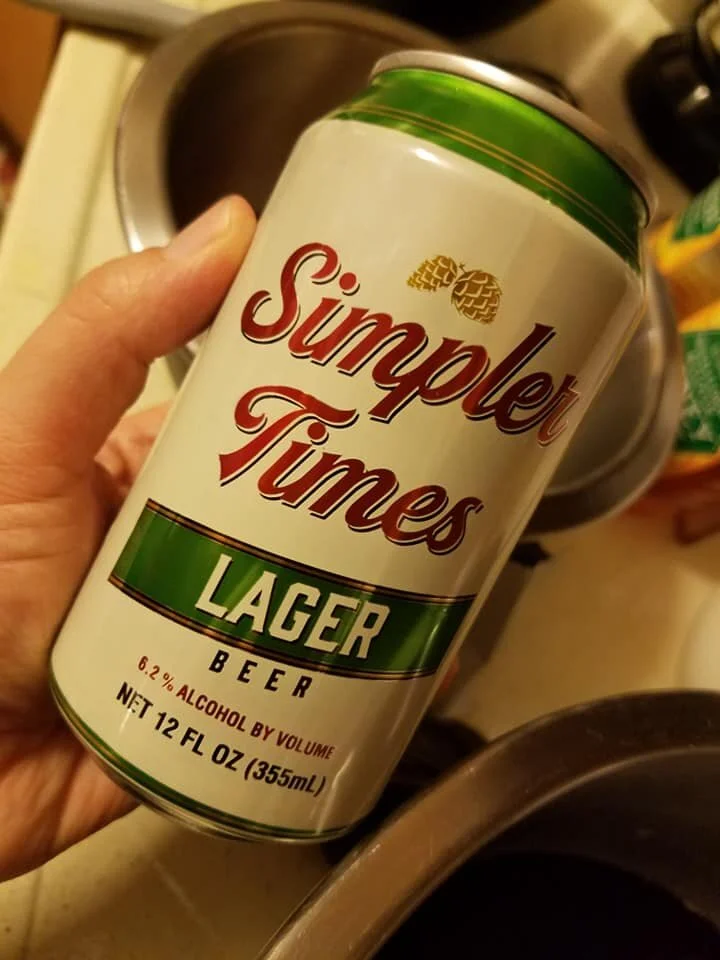 Simpler
Times
LAGER
BEER
6.2% ALCOHOL BY VOLUME
NET 12 FL OZ (355mL)